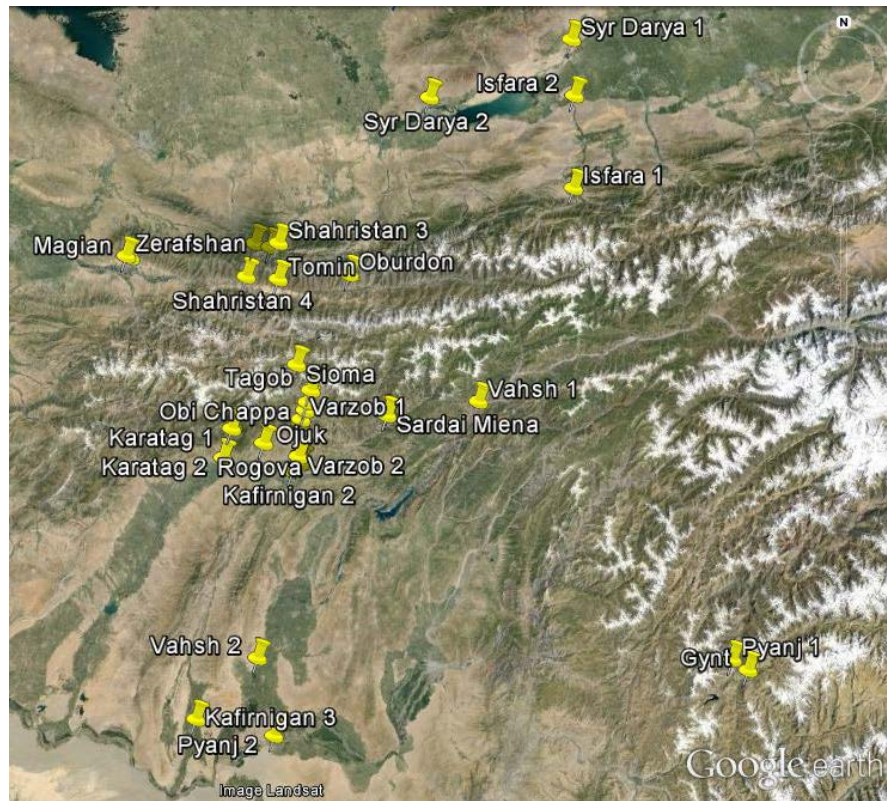 N
Syr Darya 1
Isfara 2
Syr Darya 2
Isfara 1
Shahristan 3
Magian
Zerafshan
Oburdon
Tomin
Shahristan 4
Tagob
Sioma
Vahsh 1
Obi Chappa
Varzob 1
Sardai Miena
Karatag 1
Ojuk
Karatag 2
Rogova
Varzob 2
Kafirnigan 2
Vahsh 2
Pyanj 1
Gynt
Kafirnigan 3
Pyanj 2
Google earth
Image Landsat